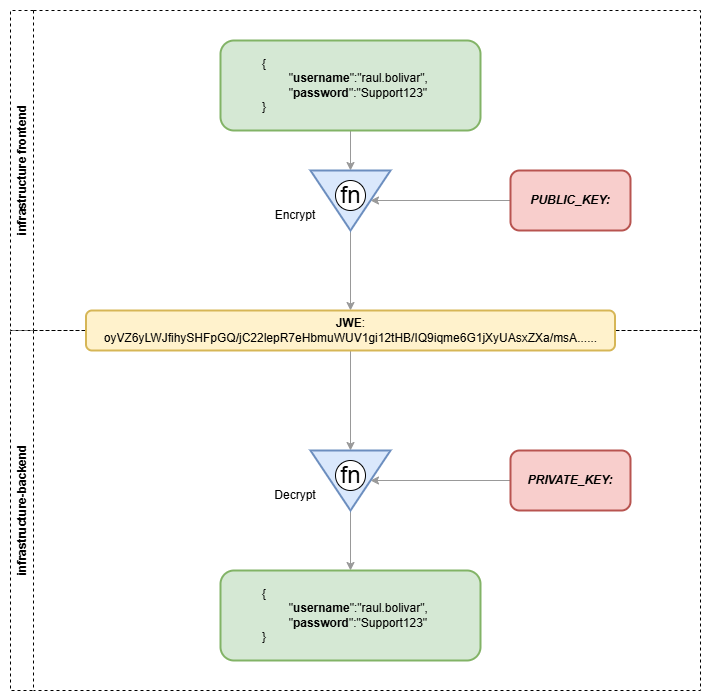 infrastructure frontend
{
"username":"raul.bolivar",
"password":"Support123"
}
fn
Encrypt
PUBLIC_KEY:
JWE:
oyVZ6yLWJfihySHFpGQ/jC22IepR7eHbmuWUV1gi12tHB/IQ9iqme6G1jXyUAsxZXa/msA......
infrastructure-backend
fn
Decrypt
PRIVATE_KEY:
{
"username":"raul.bolivar",
"password":"Support123"
}